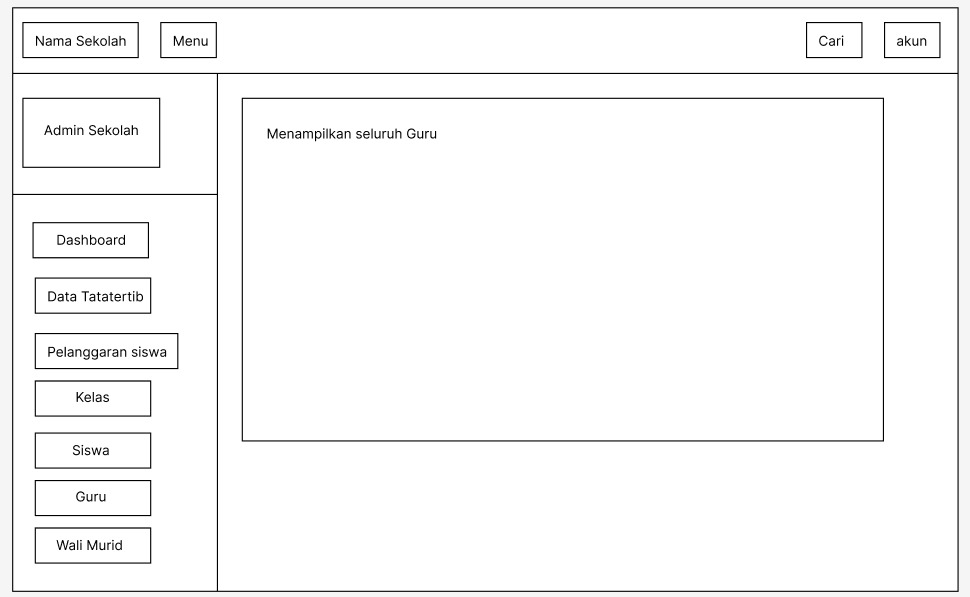 Nama Sekolah
Menu
Cari
akun
Admin Sekolah
Menampilkan seluruh Guru
Dashboard
Data Tatatertib
Pelanggaran siswa
Kelas
Siswa
Guru
Wali Murid